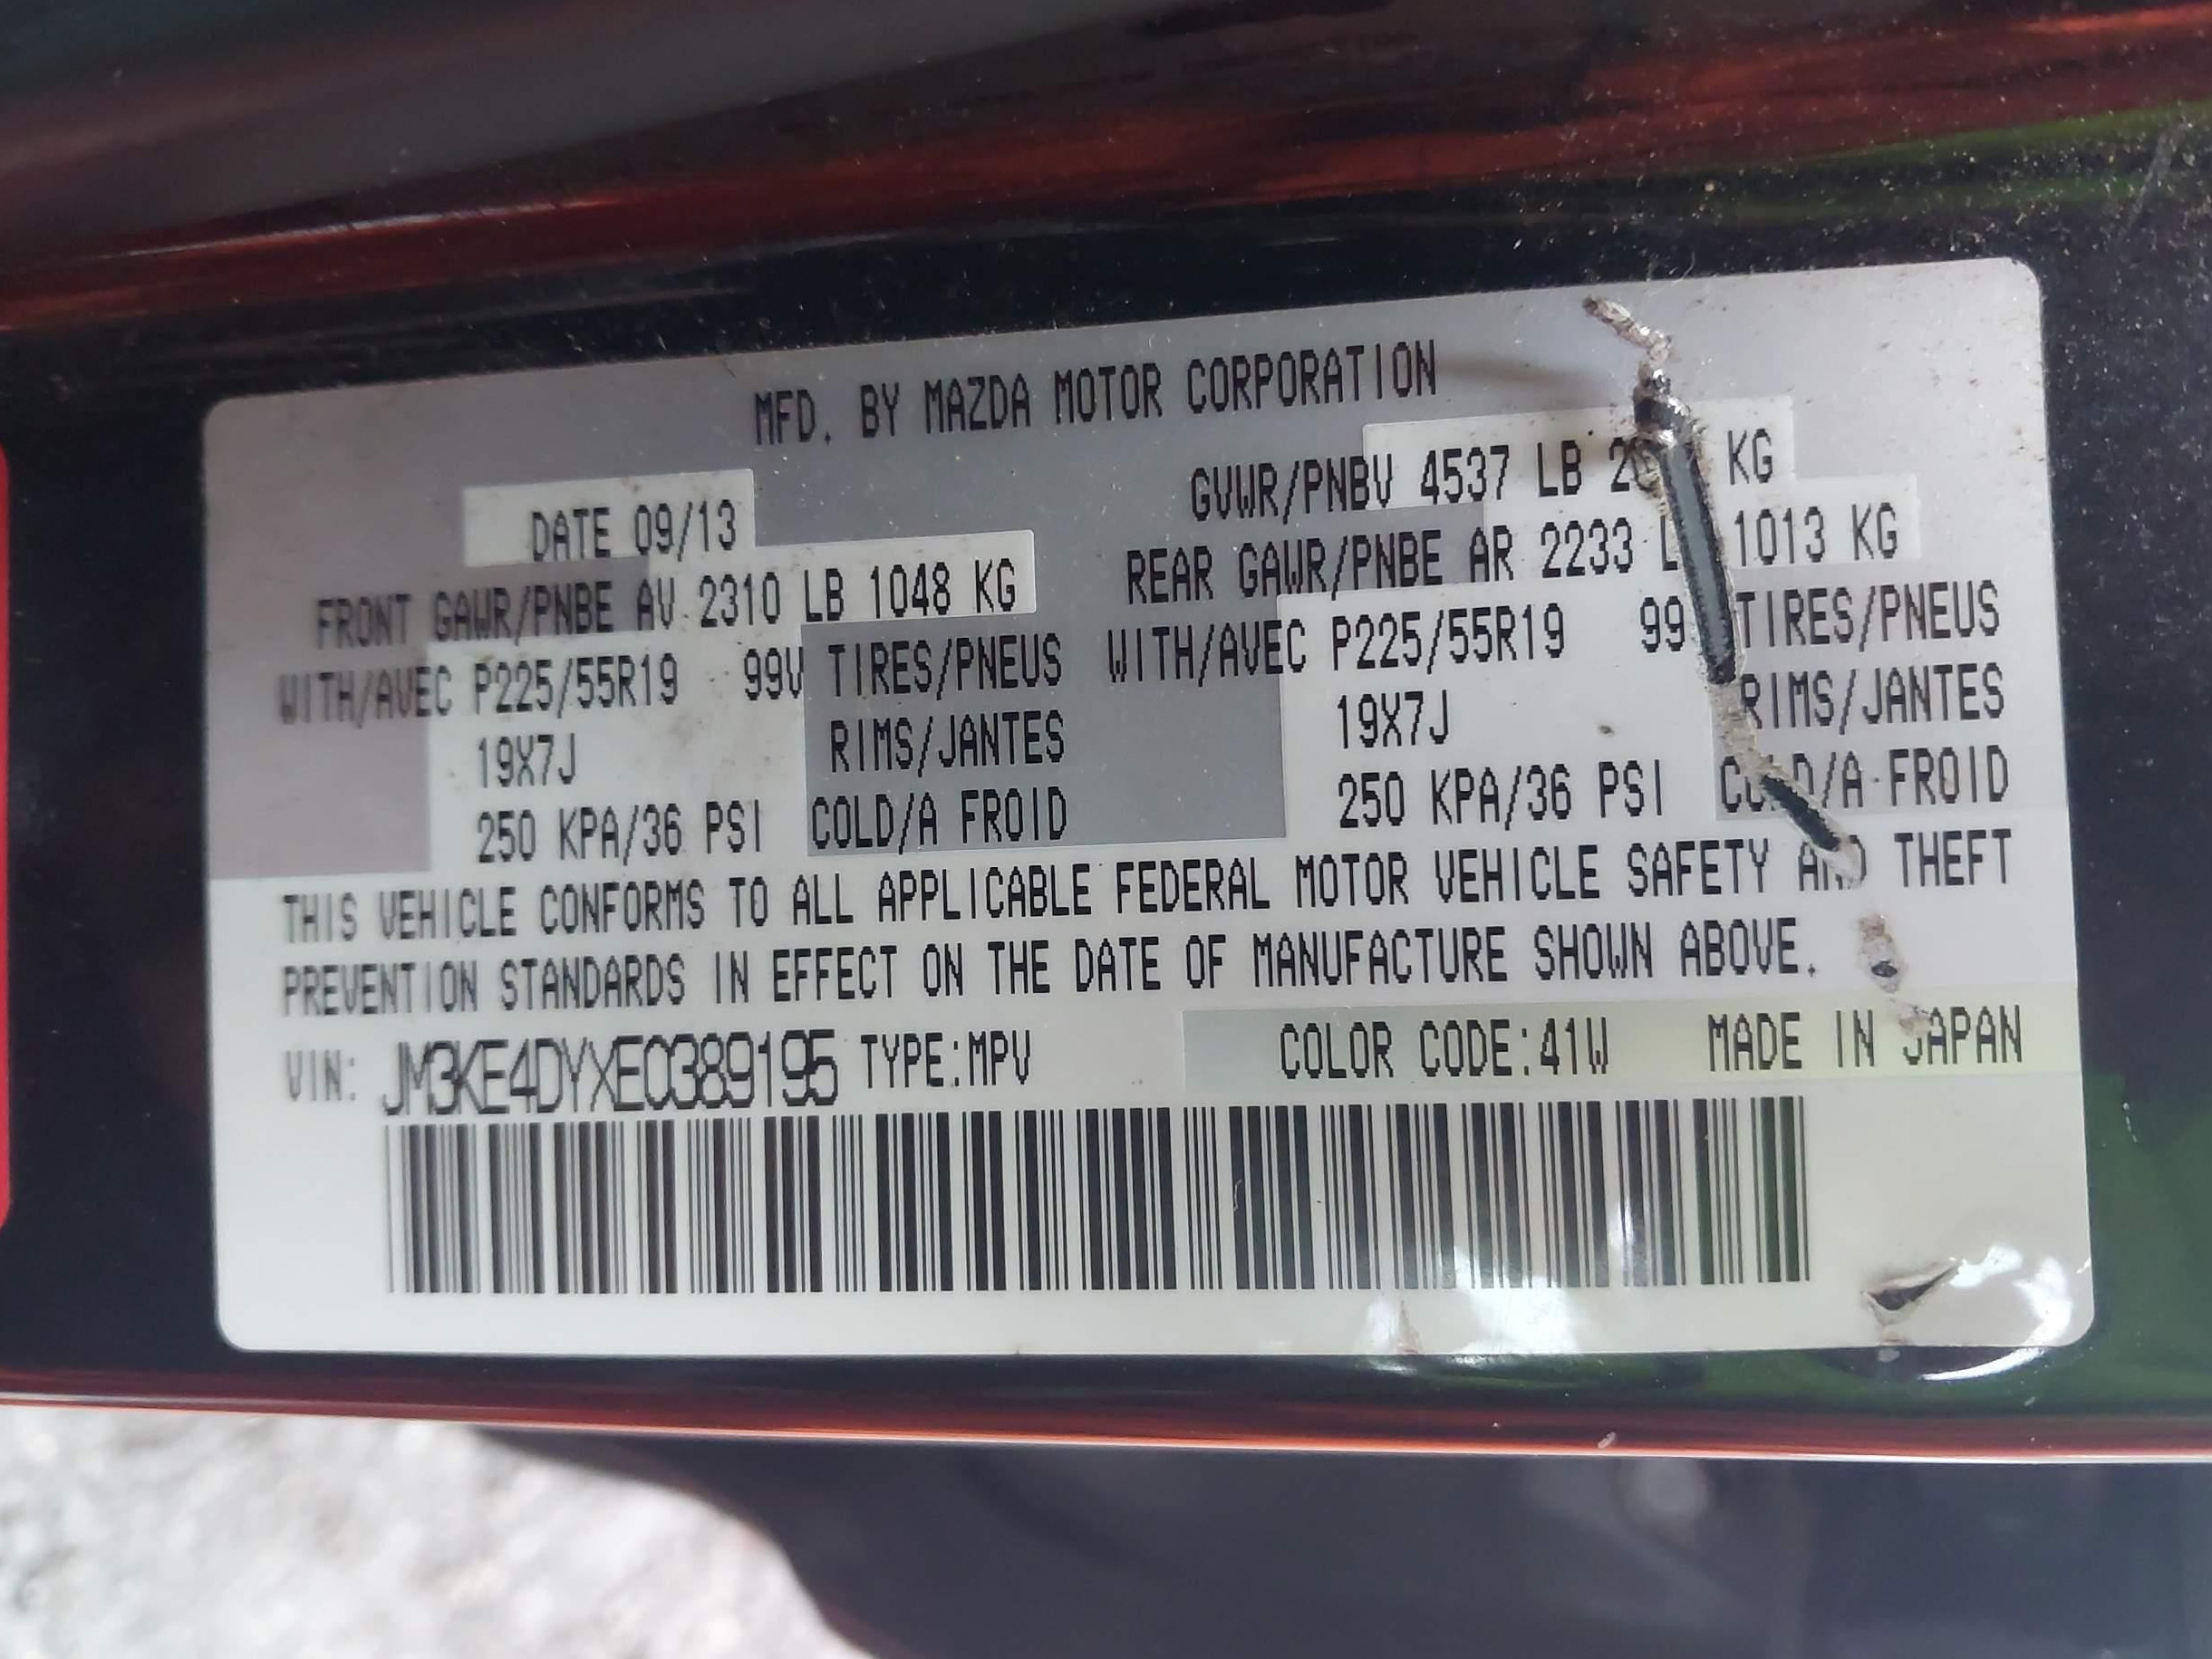 MFD. BY MAZDA MOTOR CORPORATION
DATE 09/13 GVWR/PNBV 4537 LB KG
FRONT GAWR/PNBE AV 2310 LB 1048 KG REAR GAWR/PNBE AR 2233 1013 KG
WITH/AVEC P225/55R19 99V TIRES/PNEUS WITH/AVEC P225/55R19 99 TIRES/PNEUS
19X7J RIMS/JANTES 19X7J RIMS/JANTES
250 KPA/36 PSI COLD/A FROID 250 KPA/36 PSI COLD/A FROID
THIS VEHICLE CONFORMS TO ALL APPLICABLE FEDERAL MOTOR VEHICLE SAFETY AND THEFT
PREVENTION STANDARDS IN EFFECT ON THE DATE OF MANUFACTURE SHOWN ABOVE.
VIN: JM3KE4DYXE0389195 TYPE:MPV COLOR CODE:41W MADE IN JAPAN